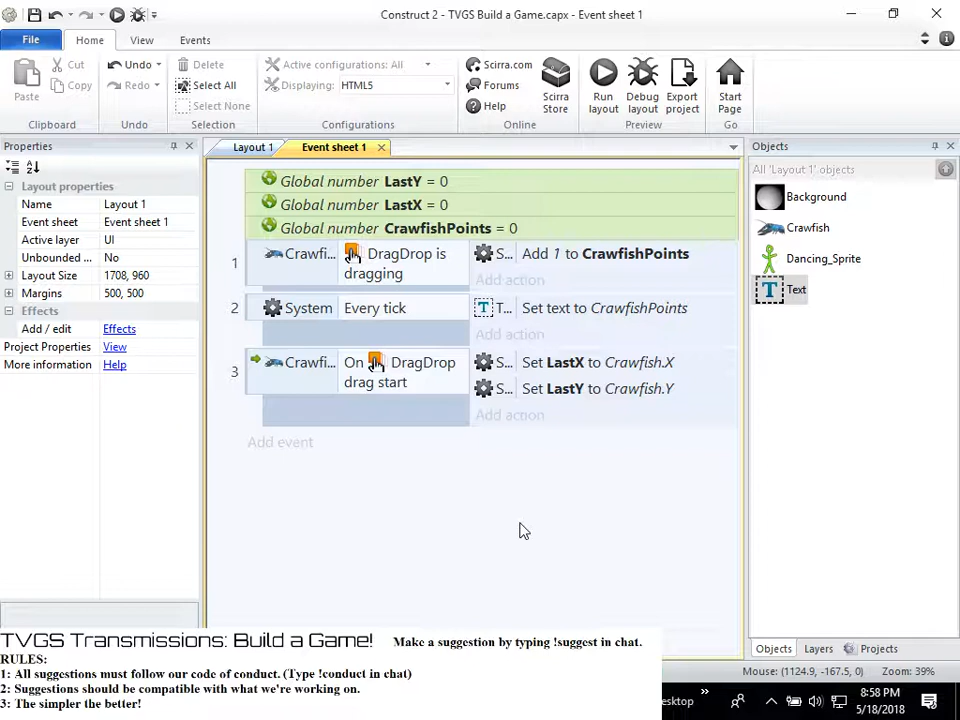 Construct 2 - TVGS Build a Game.capx - Event sheet 1
File Home View Events
Paste Cut Copy Undo Redo Delete Select All Select None Active configurations: All Displaying: HTML5 Scirra.com Forums Help Scirra Store Run layout Debug layout Export project Start Page
Clipboard Undo Selection Configurations Online Preview Go
Properties
Layout properties
Name Layout 1
Event sheet Event sheet 1
Active layer UI
Unbounded ... No
Layout Size 1708, 960
Margins 500, 500
Effects
Add / edit Effects
Project Properties View
More information Help
Layout 1 Event sheet 1
Global number LastY = 0
Global number LastX = 0
Global number CrawfishPoints = 0
1 Crawfi... DragDrop is dragging S... Add 1 to CrawfishPoints
Add action
2 System Every tick T... Set text to CrawfishPoints
Add action
3 Crawfi... On DragDrop drag start S... Set LastX to Crawfish.X
S... Set LastY to Crawfish.Y
Add action
Add event
Objects
All 'Layout 1' objects
Background
Crawfish
Dancing_Sprite
Text
Objects Layers Projects
Mouse: (1124.9, -167.5, 0) Zoom: 39%
TVGS Transmissions: Build a Game! Make a suggestion by typing !suggest in chat.
RULES:
1: All suggestions must follow our code of conduct. (Type !conduct in chat)
2: Suggestions should be compatible with what we're working on.
3: The simpler the better!
esktop
8:58 PM
5/18/2018